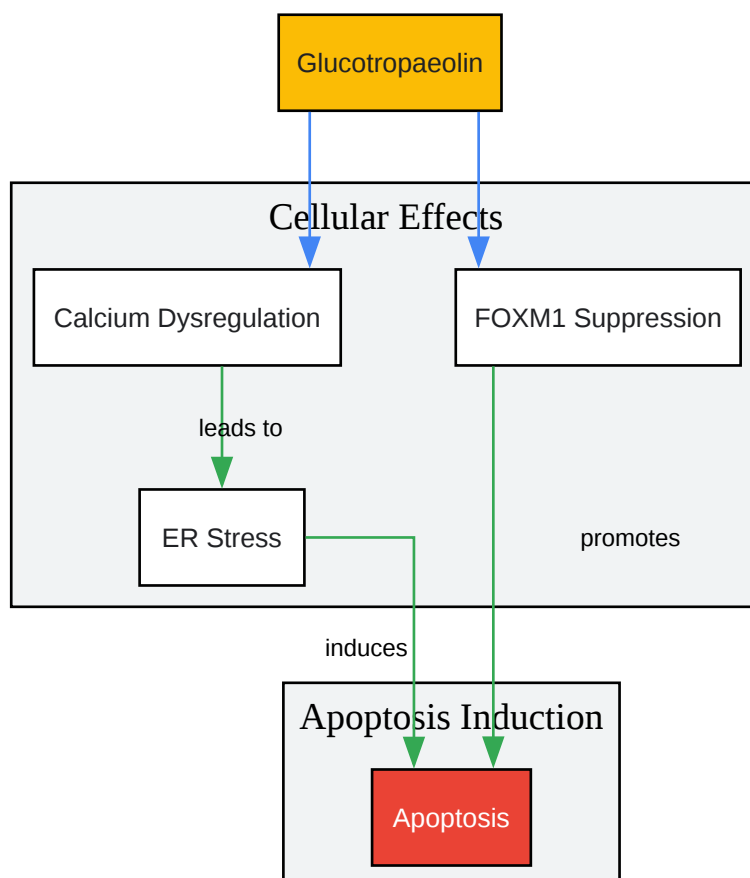 Glucotropaeolin
Cellular Effects
Calcium Dysregulation
FOXM1 Suppression
leads to
ER Stress
promotes
induces
Apoptosis Induction
Apoptosis